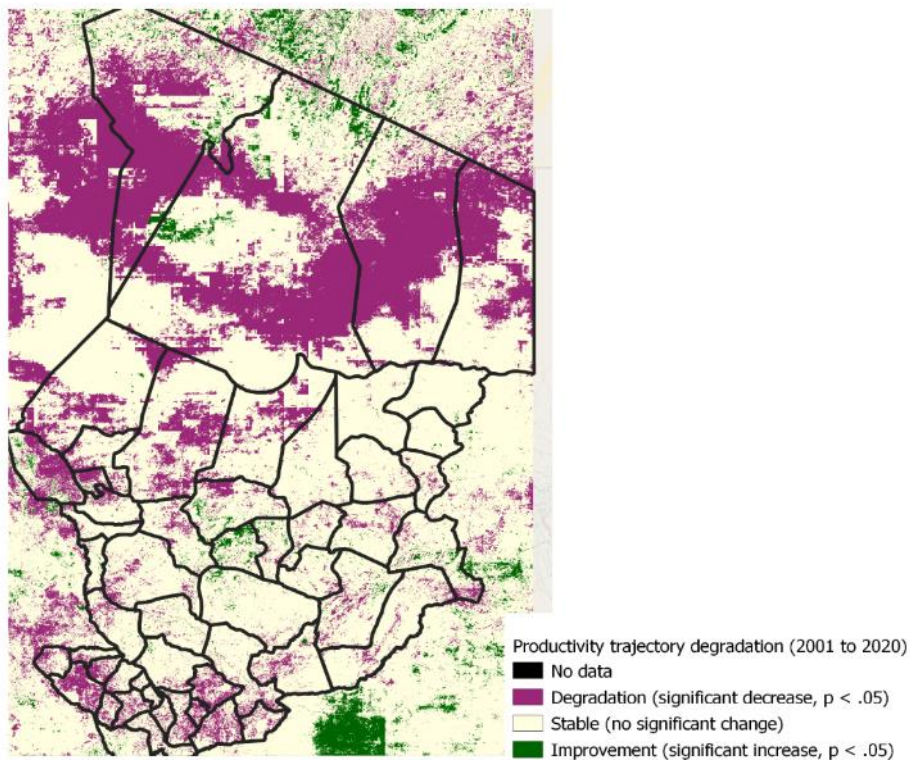 Productivity trajectory degradation (2001 to 2020)
No data
Degradation (significant decrease, p < .05)
Stable (no significant change)
Improvement (significant increase, p < .05)